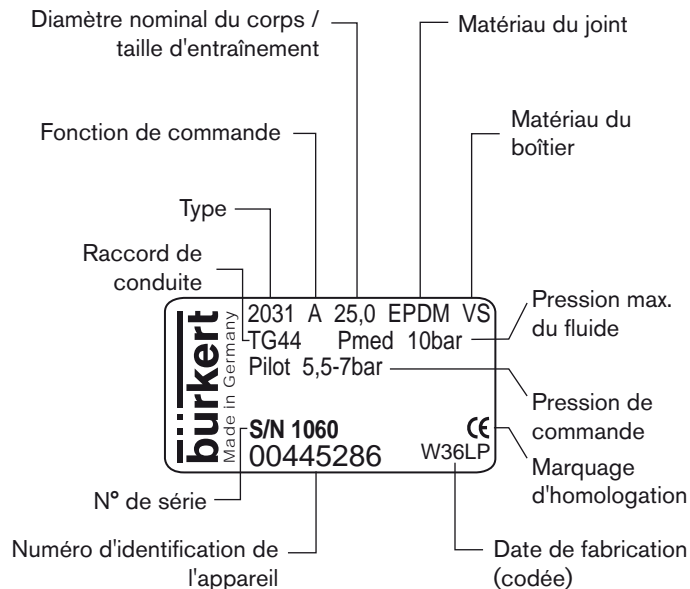 Diamètre nominal du corps /
taille d'entraînement
Matériau du joint
Fonction de commande
Matériau du
boîtier
Type
Raccord de
conduite
2031 A 25,0 EPDM VS
TG44 Pmed 10bar
Pilot 5,5-7bar
S/N 1060
00445286
CE
W36LP
burkert
Made in Germany
Pression max.
du fluide
Pression de
commande
Marquage
d'homologation
N° de série
Numéro d'identification de
l'appareil
Date de fabrication
(codée)